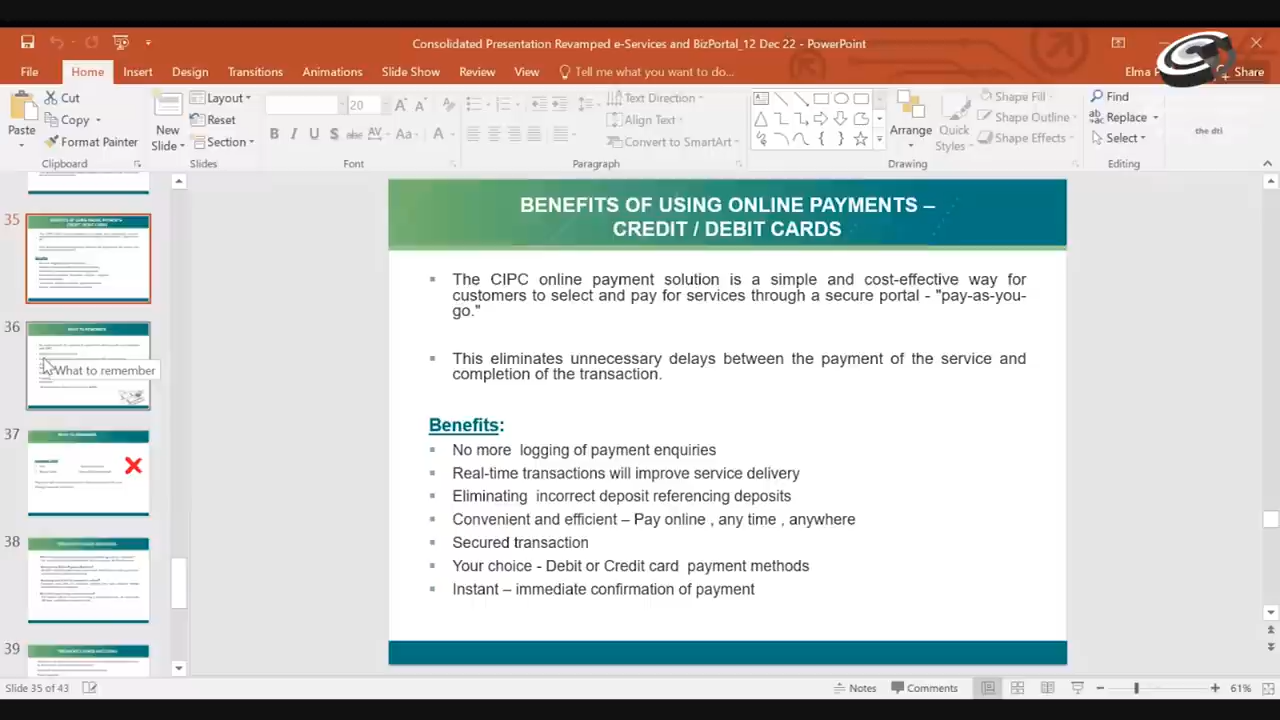 Consolidated Presentation Revamped e-Services and BizPortal_12 Dec 22 - PowerPoint
File Home Insert Design Transitions Animations Slide Show Review View Tell me what you want to do... Elma Share
Paste
Cut
Copy
Format Painter
Clipboard
New Slide
Layout
Reset
Section
Slides
20
B I U S abc AV Aa A
Font
Text Direction
Align Text
Convert to SmartArt
Paragraph
Arrange
Quick Styles
Shape Fill
Shape Outline
Shape Effects
Drawing
Find
Replace
Select
Editing
the dti
35
36
What to remember
37
38
39
BENEFITS OF USING ONLINE PAYMENTS –
CREDIT / DEBIT CARDS
The CIPC online payment solution is a simple and cost-effective way for
customers to select and pay for services through a secure portal - "pay-as-you-
go."
This eliminates unnecessary delays between the payment of the service and
completion of the transaction.
Benefits:
No more logging of payment enquiries
Real-time transactions will improve service delivery
Eliminating incorrect deposit referencing deposits
Convenient and efficient – Pay online , any time , anywhere
Secured transaction
Your choice - Debit or Credit card payment methods
Instant – immediate confirmation of payment
Slide 35 of 43
Notes Comments 61%